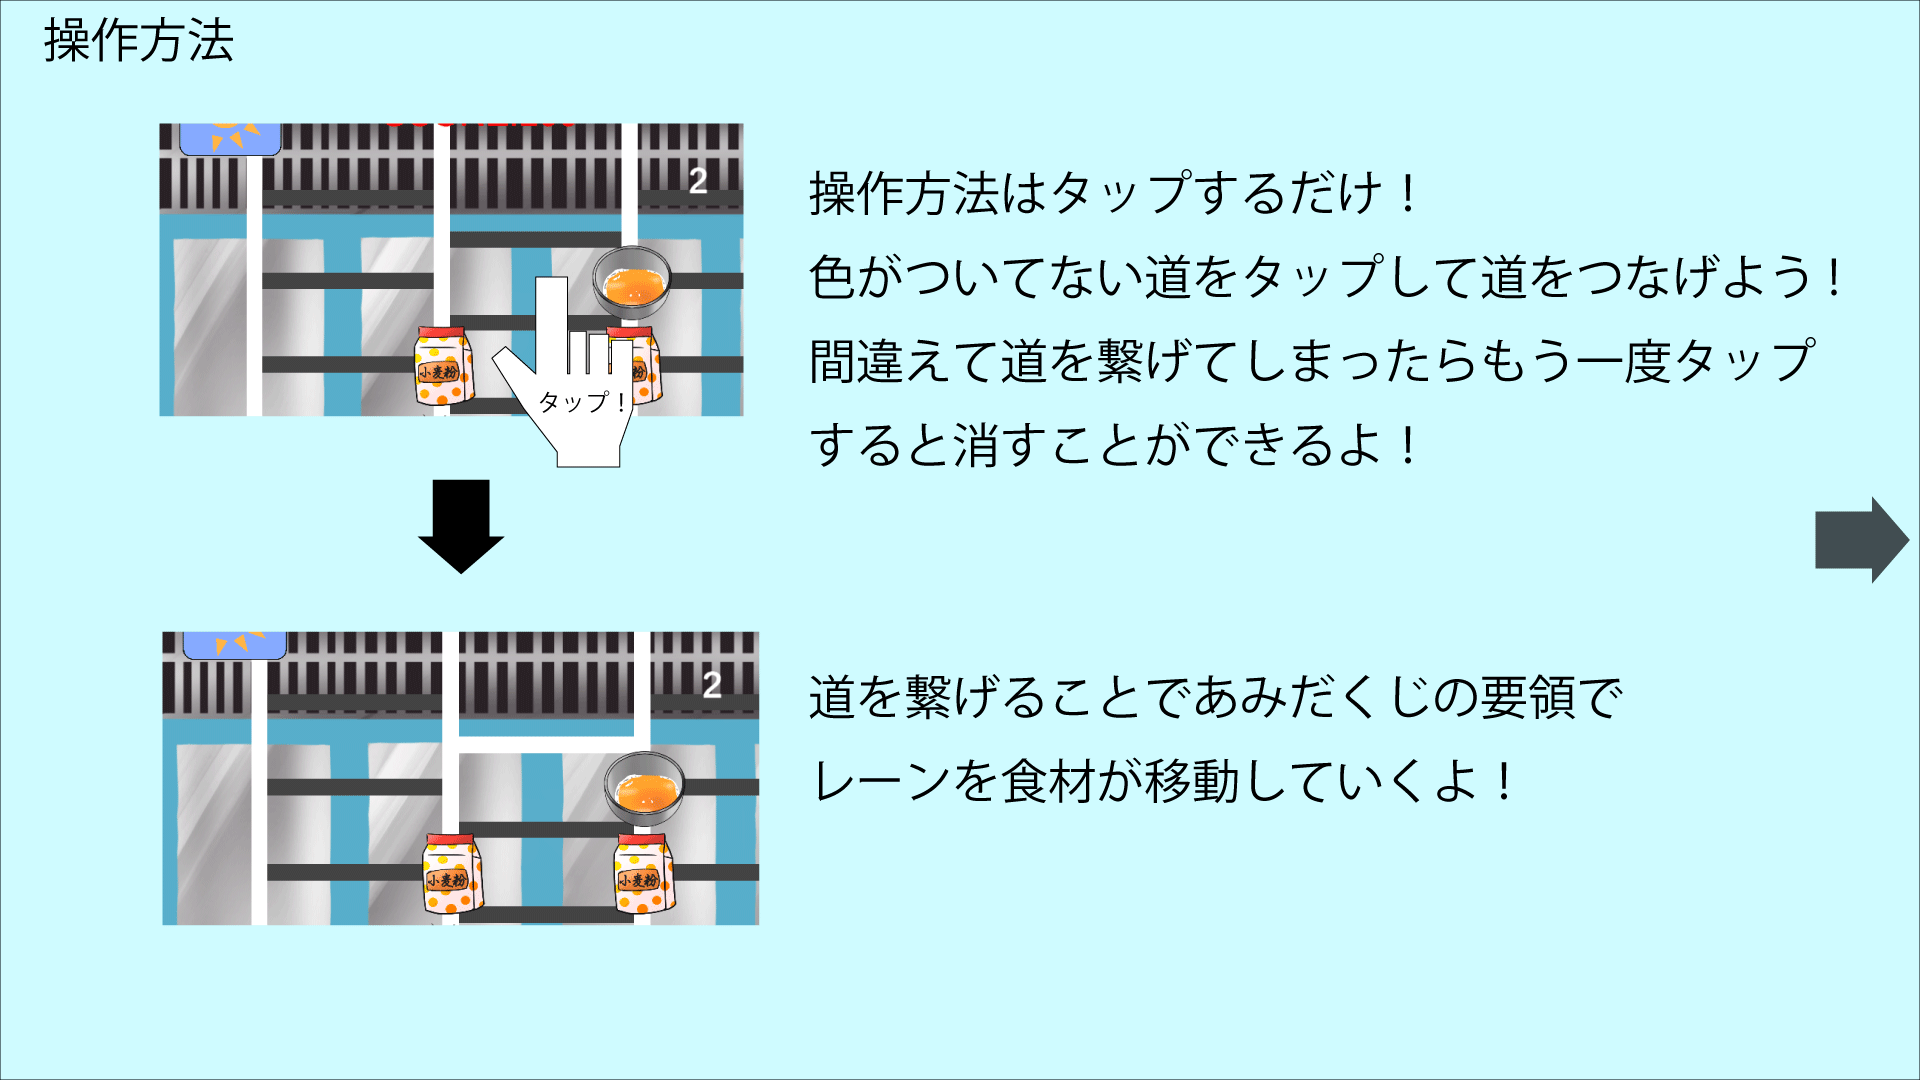 操作方法
2
小麦粉
粉
タップ！
操作方法はタップするだけ！
色がついてない道をタップして道をつなげよう！
間違えて道を繋げてしまったらもう一度タップ
すると消すことができるよ！
2
小麦粉
小麦粉
道を繋げることであみだくじの要領で
レーンを食材が移動していくよ！